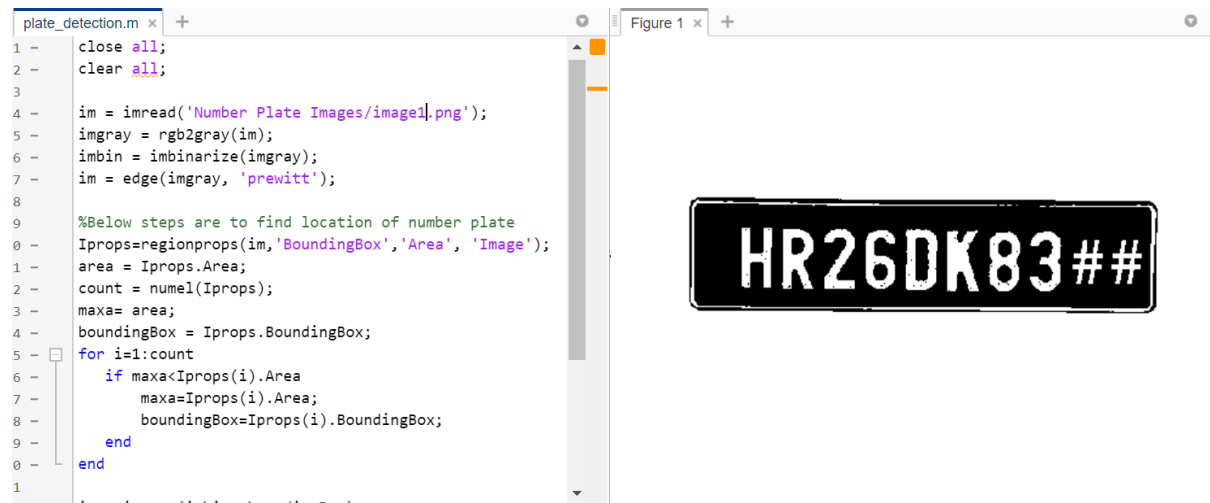 plate_detection.m × +
1 - close all;
2 - clear all;
3
4 - im = imread('Number Plate Images/image1.png');
5 - imgray = rgb2gray(im);
6 - imbin = imbinarize(imgray);
7 - im = edge(imgray, 'prewitt');
8
9 %Below steps are to find location of number plate
0 - Iprops=regionprops(im,'BoundingBox','Area', 'Image');
1 - area = Iprops.Area;
2 - count = numel(Iprops);
3 - maxa= area;
4 - boundingBox = Iprops.BoundingBox;
5 - for i=1:count
6 - if maxa<Iprops(i).Area
7 - maxa=Iprops(i).Area;
8 - boundingBox=Iprops(i).BoundingBox;
9 - end
0 - end
1
Figure 1 × +
HR26DK83##